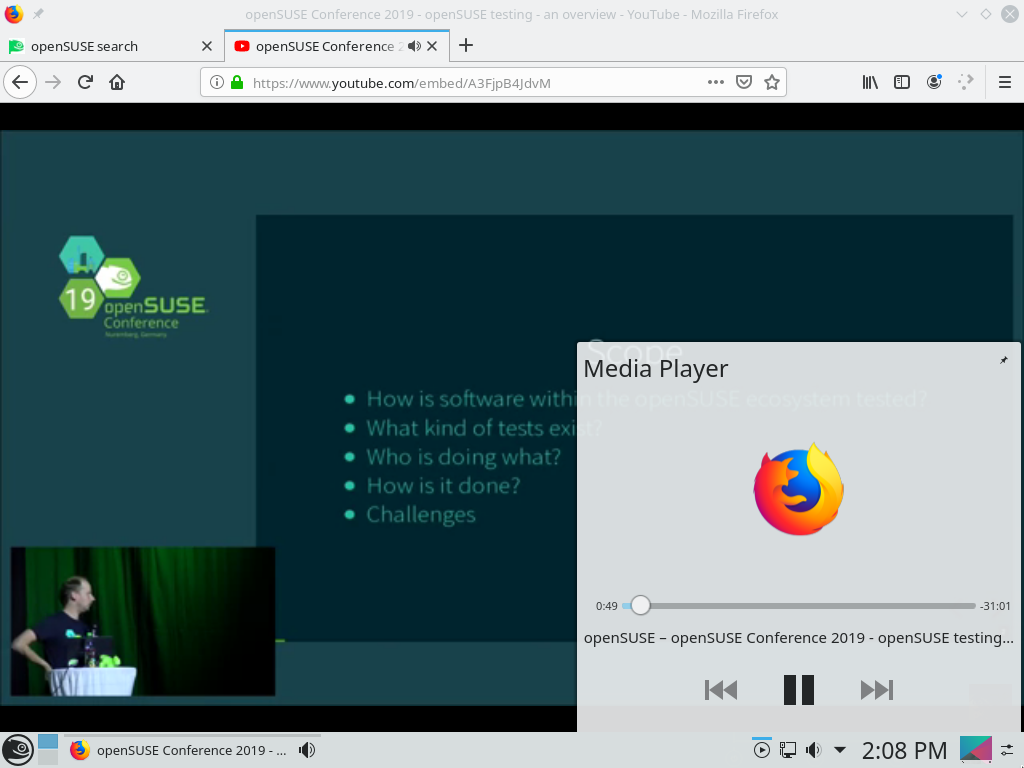 openSUSE Conference 2019 - openSUSE testing - an overview - YouTube - Mozilla Firefox
openSUSE search
openSUSE Conference 2
https://www.youtube.com/embed/A3FjpB4JdvM
19
openSUSE
Conference
Nuremberg, Germany
Scope
How is software within the openSUSE ecosystem tested?
What kind of tests exist?
Who is doing what?
How is it done?
Challenges
Media Player
0:49
-31:01
openSUSE – openSUSE Conference 2019 - openSUSE testing...
openSUSE Conference 2019 - ...
2:08 PM